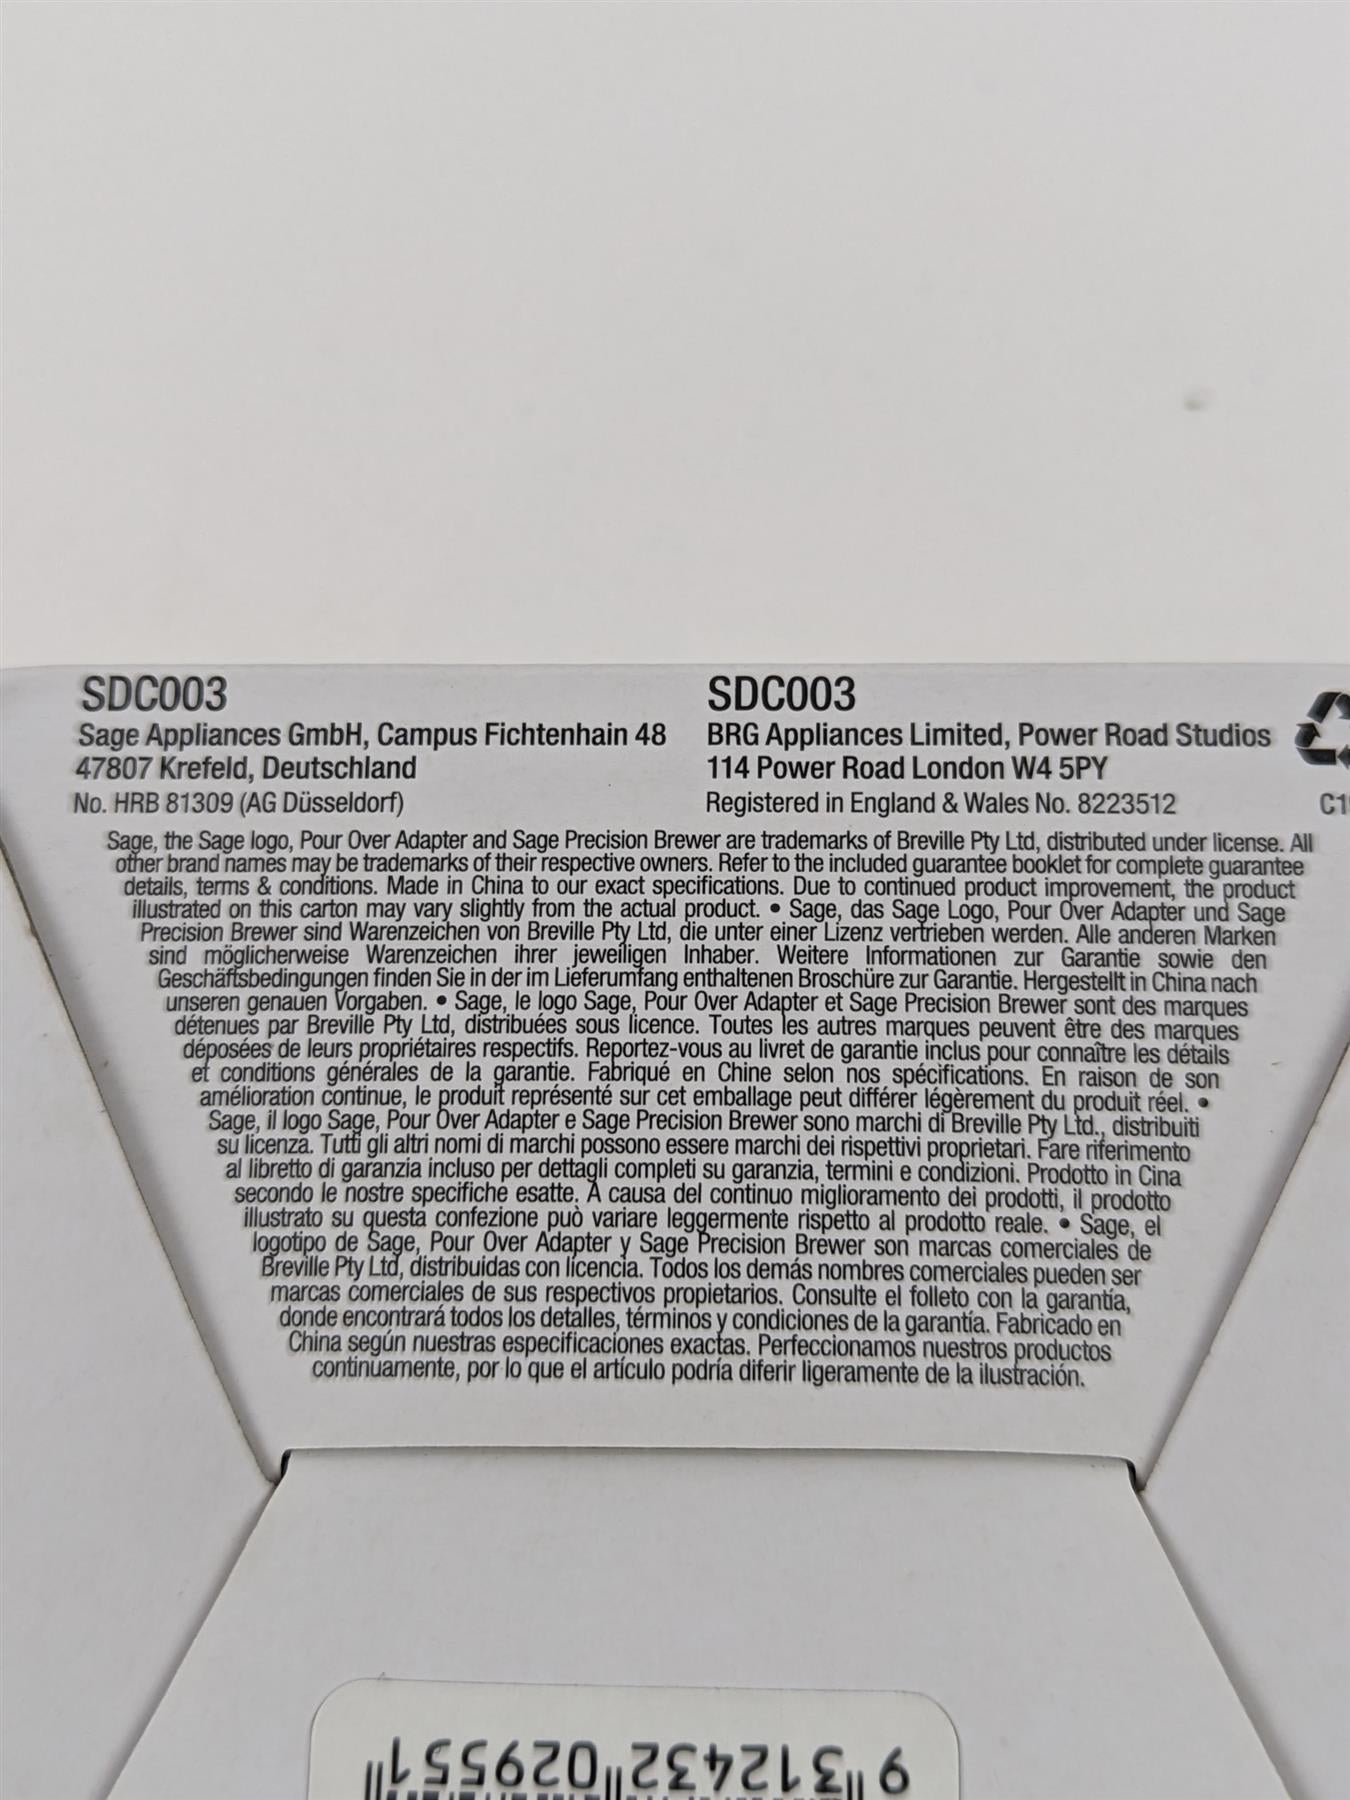 SDC003
Sage Appliances GmbH, Campus Fichtenhain 48
47807 Krefeld, Deutschland
No. HRB 81309 (AG Düsseldorf)
SDC003
BRG Appliances Limited, Power Road Studios
114 Power Road London W4 5PY
Registered in England & Wales No. 8223512
Sage, the Sage logo, Pour Over Adapter and Sage Precision Brewer are trademarks of Breville Pty Ltd, distributed under license. All
other brand names may be trademarks of their respective owners. Refer to the included guarantee booklet for complete guarantee
details, terms & conditions. Made in China to our exact specifications. Due to continued product improvement, the product
illustrated on this carton may vary slightly from the actual product. • Sage, das Sage Logo, Pour Over Adapter und Sage
Precision Brewer sind Warenzeichen von Breville Pty Ltd, die unter einer Lizenz vertrieben werden. Alle anderen Marken
sind möglicherweise Warenzeichen ihrer jeweiligen Inhaber. Weitere Informationen zur Garantie sowie den
Geschäftsbedingungen finden Sie in der im Lieferumfang enthaltenen Broschüre zur Garantie. Hergestellt in China nach
unseren genauen Vorgaben. • Sage, le logo Sage, Pour Over Adapter et Sage Precision Brewer sont des marques
détenues par Breville Pty Ltd, distribuées sous licence. Toutes les autres marques peuvent être des marques
déposées de leurs propriétaires respectifs. Reportez-vous au livret de garantie inclus pour connaître les détails
et conditions générales de la garantie. Fabriqué en Chine selon nos spécifications. En raison de son
amélioration continue, le produit représenté sur cet emballage peut différer légèrement du produit réel. •
Sage, il logo Sage, Pour Over Adapter e Sage Precision Brewer sono marchi di Breville Pty Ltd., distribuiti
su licenza. Tutti gli altri nomi di marchi possono essere marchi dei rispettivi proprietari. Fare riferimento
al libretto di garanzia incluso per dettagli completi su garanzia, termini e condizioni. Prodotto in Cina
secondo le nostre specifiche esatte. A causa del continuo miglioramento dei prodotti, il prodotto
illustrato su questa confezione può variare leggermente rispetto al prodotto reale. • Sage, el
logotipo de Sage, Pour Over Adapter y Sage Precision Brewer son marcas comerciales de
Breville Pty Ltd, distribuidas con licencia. Todos los demás nombres comerciales pueden ser
marcas comerciales de sus respectivos propietarios. Consulte el folleto con la garantía,
donde encontrará todos los detalles, términos y condiciones de la garantía. Fabricado en
China según nuestras especificaciones exactas. Perfeccionamos nuestros productos
continuamente, por lo que el artículo podría diferir ligeramente de la ilustración.
9 312432 029551